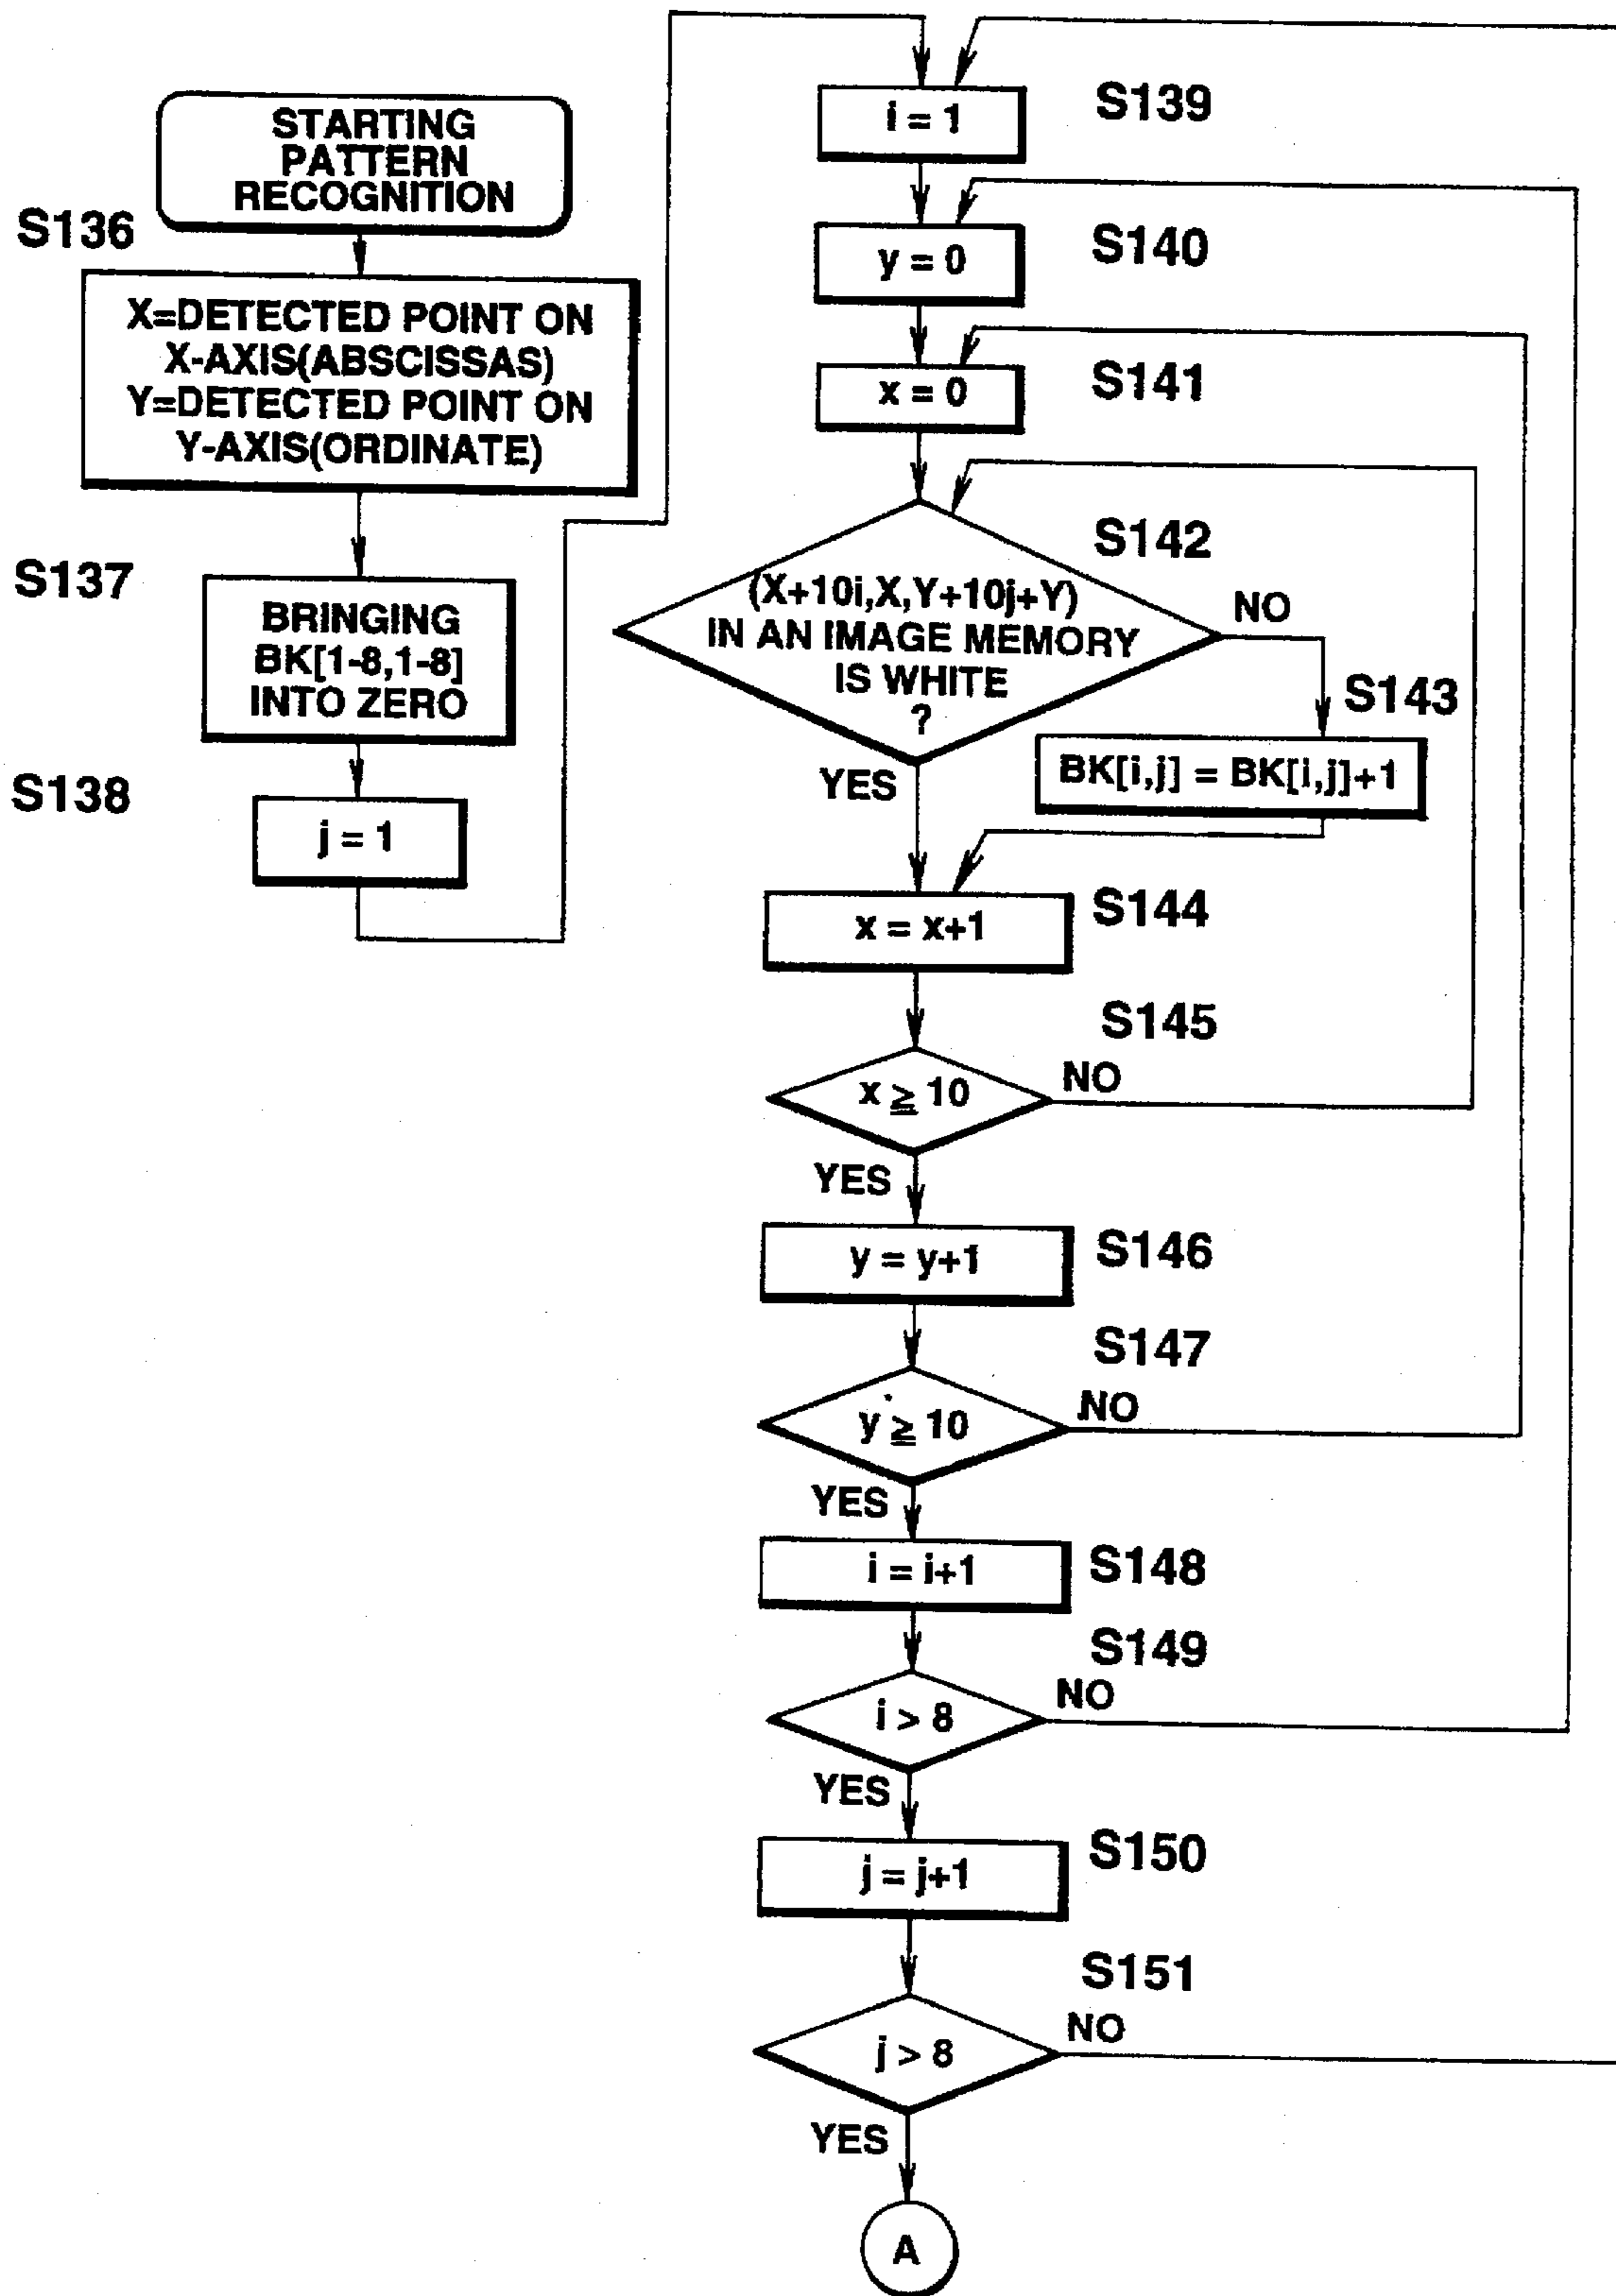 STARTING
PATTERN
RECOGNITION
S136
X=DETECTED POINT ON
X-AXIS(ABSCISSAS)
Y=DETECTED POINT ON
Y-AXIS(ORDINATE)
S137
BRINGING
BK[1-8,1-8]
INTO ZERO
S138
j = 1
S139
i = 1
S140
y = 0
S141
x = 0
S142
(X+10i,X,Y+10j+Y)
IN AN IMAGE MEMORY
IS WHITE
?
NO
YES
S143
BK[i,j] = BK[i,j]+1
S144
x = x+1
S145
x ≧ 10
NO
YES
S146
y = y+1
S147
y ≧ 10
NO
YES
S148
i = i+1
S149
i > 8
NO
YES
S150
j = j+1
S151
j > 8
NO
YES
A